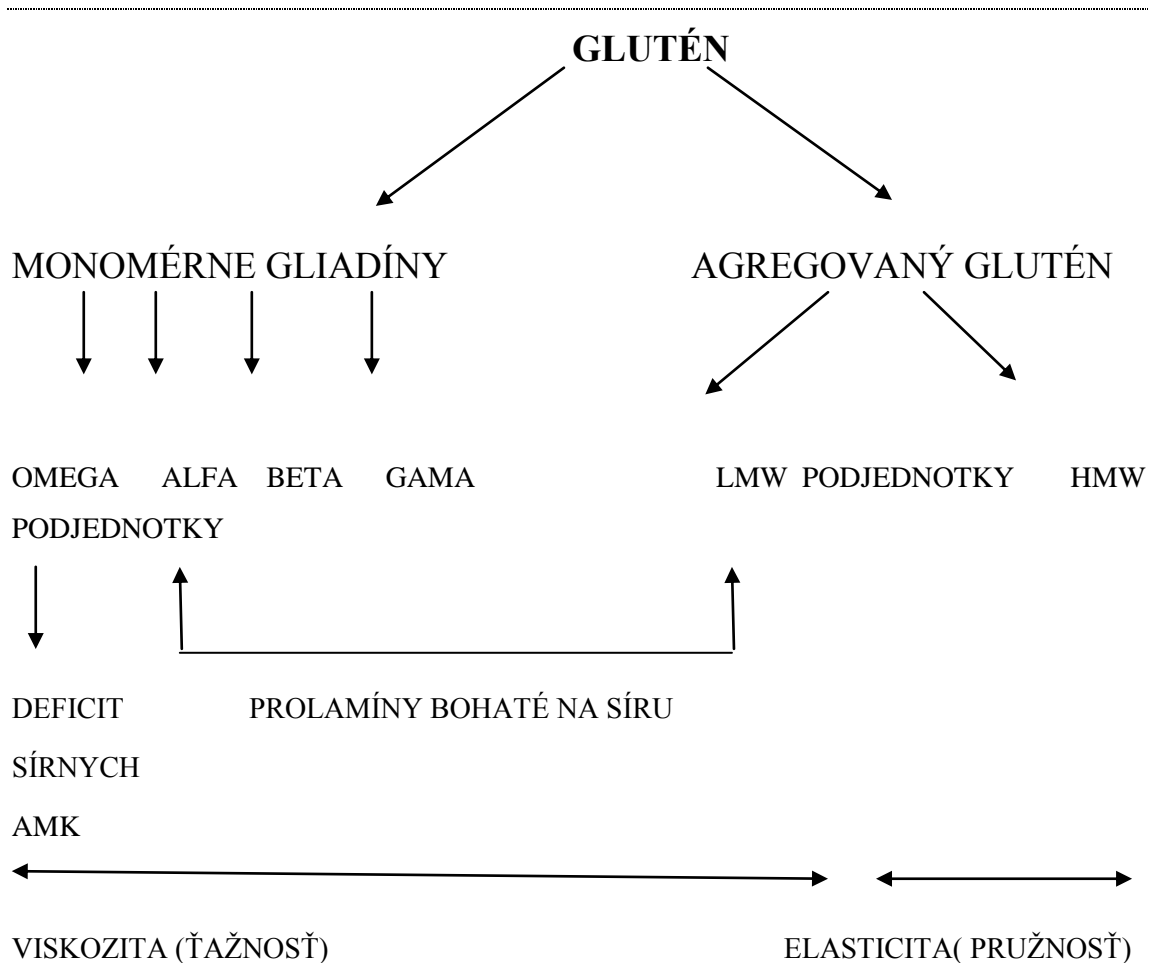 GLUTÉN
MONOMÉRNE GLIADÍNY AGREGOVANÝ GLUTÉN
OMEGA ALFA BETA GAMA LMW PODJEDNOTKY HMW
PODJEDNOTKY
DEFICIT PROLAMÍNY BOHATÉ NA SÍRU
SÍRNYCH
AMK
VISKOZITA (ŤAŽNOSŤ) ELASTICITA( PRUŽNOSŤ)